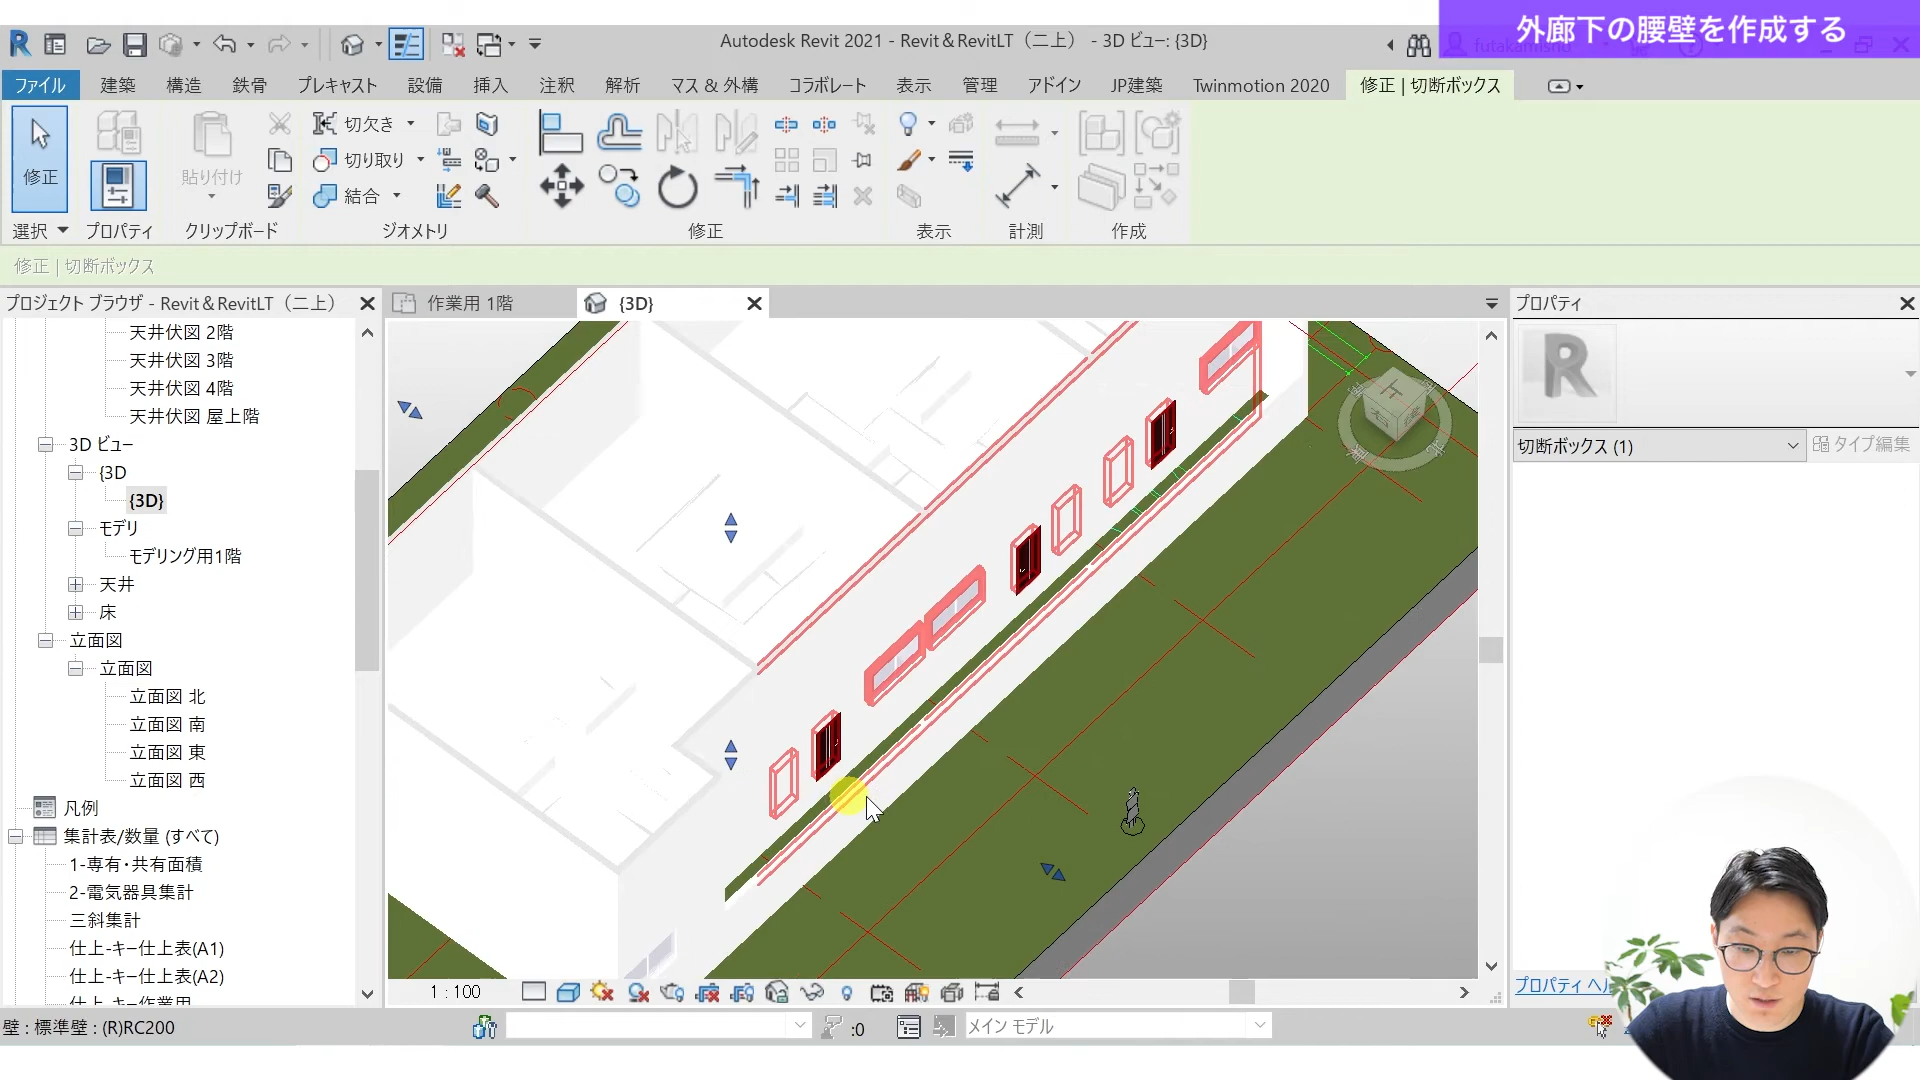 外廊下の腰壁を作成する
Autodesk Revit 2021 - Revit＆RevitLT（二上） - 3D ビュー: {3D}
ファイル 建築 構造 鉄骨 プレキャスト 設備 挿入 注釈 解析 マス & 外構 コラボレート 表示 管理 アドイン JP建築 Twinmotion 2020 修正 | 切断ボックス
修正
貼り付け
切欠き
切り取り
結合
選択 プロパティ クリップボード ジオメトリ 修正 表示 計測 作成
修正 | 切断ボックス
プロジェクト ブラウザ - Revit＆RevitLT（二上）
天井伏図 2階
天井伏図 3階
天井伏図 4階
天井伏図 屋上階
3D ビュー
{3D
{3D}
モデリ
モデリング用1階
天井
床
立面図
立面図
立面図 北
立面図 南
立面図 東
立面図 西
凡例
集計表/数量 (すべて)
1-専有・共有面積
2-電気器具集計
三斜集計
仕上-キー仕上表(A1)
仕上-キー仕上表(A2)
仕上-キー作業用
作業用 1階
{3D}
プロパティ
切断ボックス (1)
タイプ編集
プロパティ ヘル
1 : 100
壁 : 標準壁 : (R)RC200
:0
メイン モデル